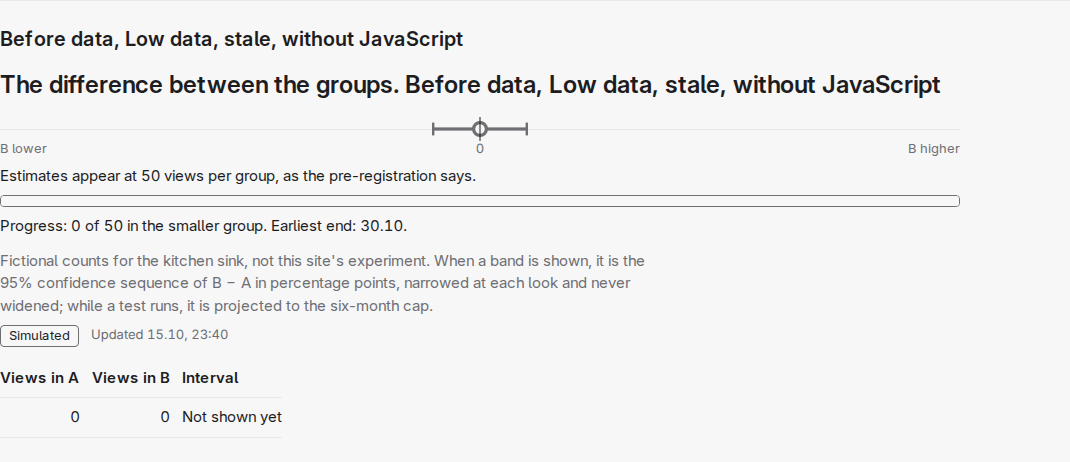 Before data, Low data, stale, without JavaScript
The difference between the groups. Before data, Low data, stale, without JavaScript
B lower 0 B higher
Estimates appear at 50 views per group, as the pre-registration says.
Progress: 0 of 50 in the smaller group. Earliest end: 30.10.
Fictional counts for the kitchen sink, not this site's experiment. When a band is shown, it is the
95% confidence sequence of B − A in percentage points, narrowed at each look and never
widened; while a test runs, it is projected to the six-month cap.
Simulated Updated 15.10, 23:40
Views in A Views in B Interval
0 0 Not shown yet